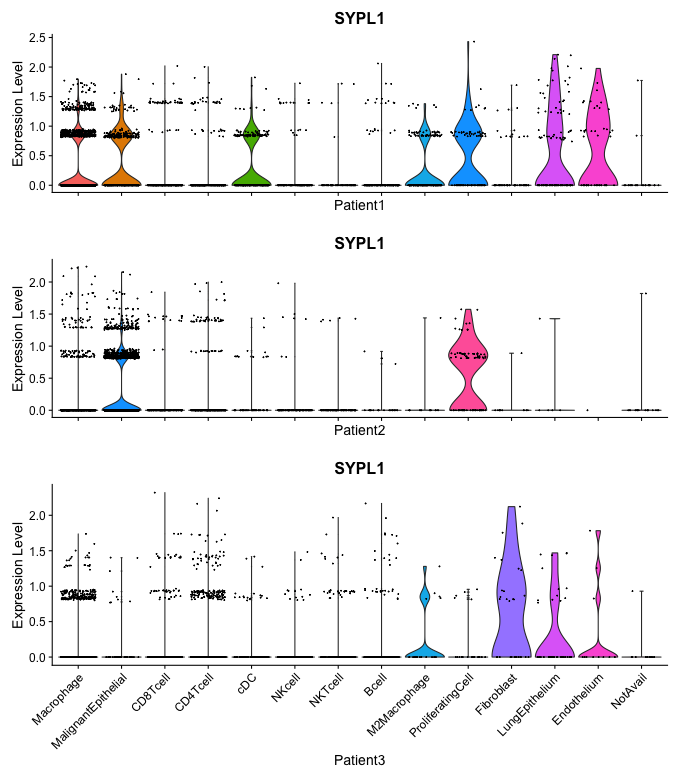 SYPL1
Expression Level
2.5
2.0
1.5
1.0
0.5
0.0
Patient1
SYPL1
Expression Level
2.0
1.5
1.0
0.5
0.0
Patient2
SYPL1
Expression Level
2.0
1.5
1.0
0.5
0.0
Macrophage
MalignantEpithelial
CD8Tcell
CD4Tcell
cDC
NKcell
NKTcell
Bcell
M2Macrophage
ProliferatingCell
Fibroblast
LungEpithelium
Endothelium
NotAvail
Patient3